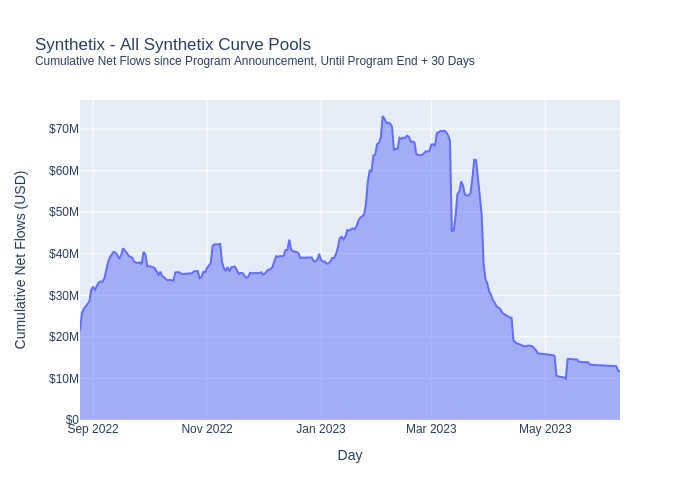 Synthetix - All Synthetix Curve Pools
Cumulative Net Flows since Program Announcement, Until Program End + 30 Days
Cumulative Net Flows (USD)
$70M
$60M
$50M
$40M
$30M
$20M
$10M
$0
Sep 2022 Nov 2022 Jan 2023 Mar 2023 May 2023
Day